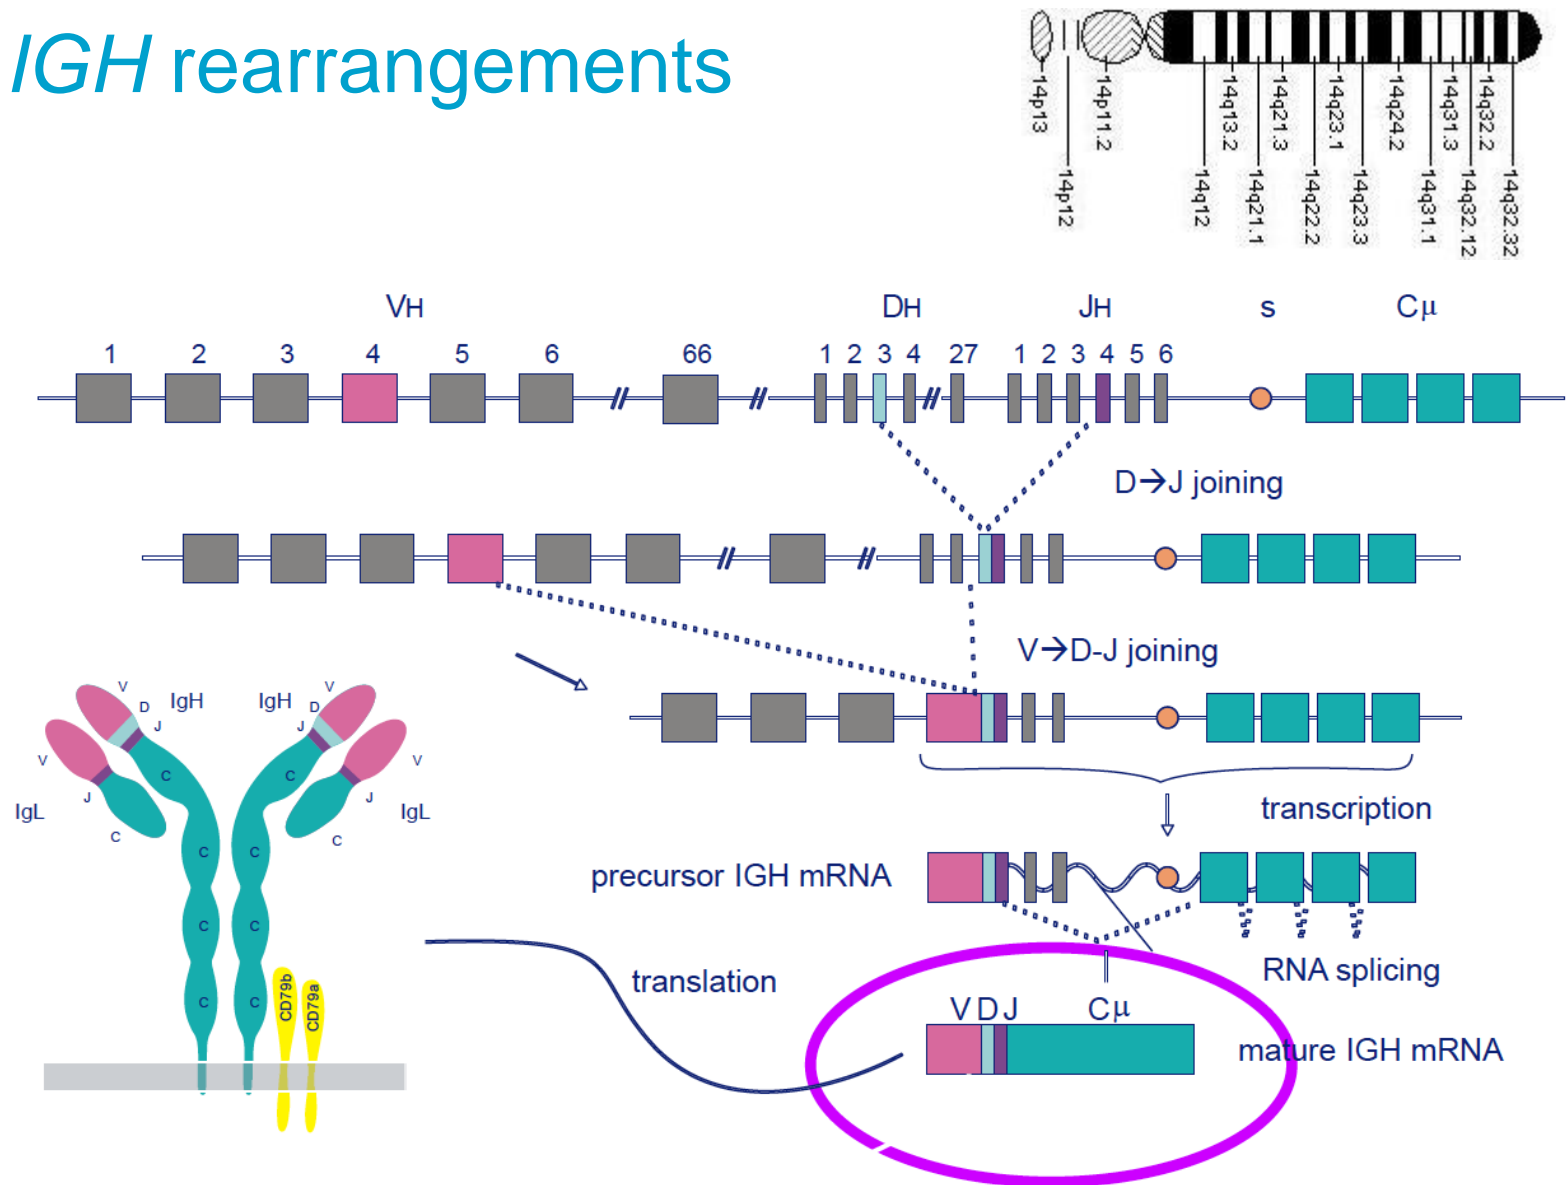 IGH rearrangements
14p13
14p12
14p11.2
14q12
14q13.2
14q21.1
14q21.3
14q22.2
14q23.1
14q23.3
14q24.2
14q31.1
14q31.3
14q32.12
14q32.2
14q32.32
VH DH JH s Cμ
1 2 3 4 5 6 66 1 2 3 4 27 1 2 3 4 5 6
D→J joining
V→D-J joining
transcription
precursor IGH mRNA
RNA splicing
translation
V D J Cμ
mature IGH mRNA
V D J IgH IgH D J V
V J IgL C C C V J IgL C
C C
C C
C C
CD79b
CD79a